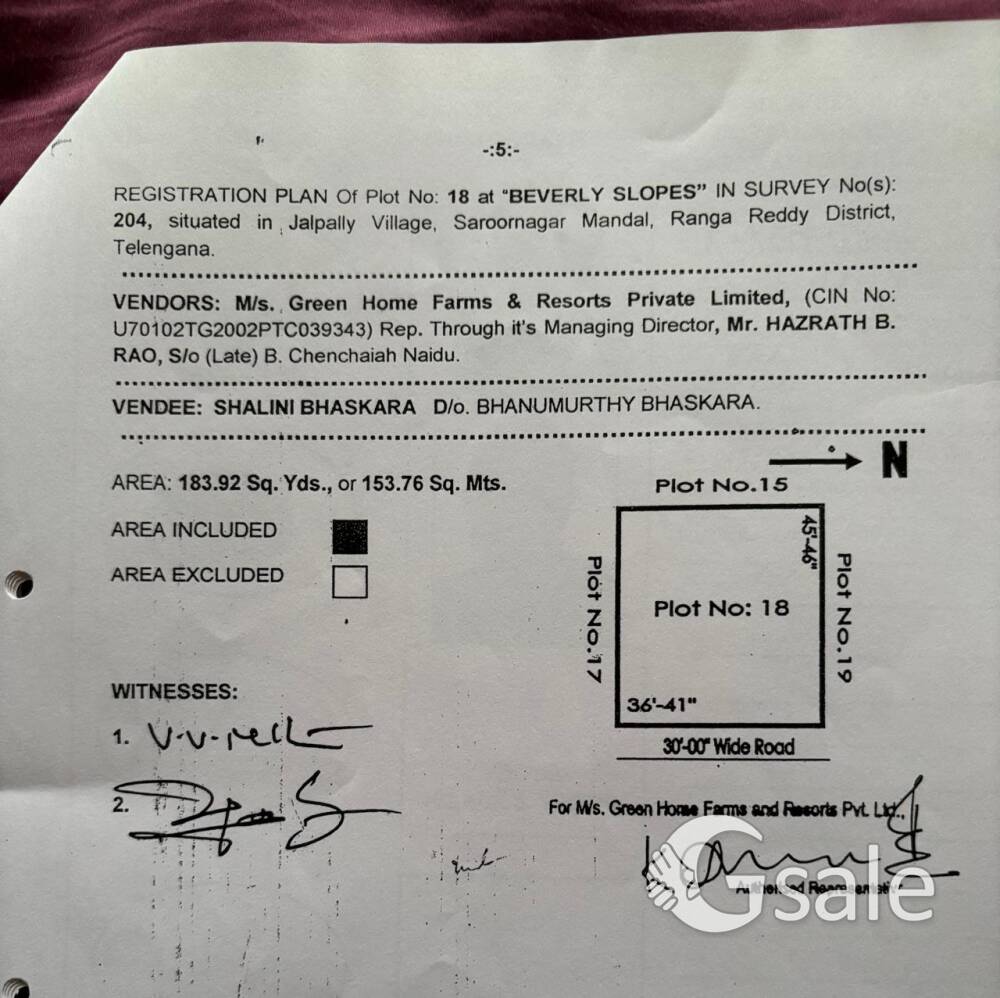 -:5:-
REGISTRATION PLAN Of Plot No: 18 at "BEVERLY SLOPES" IN SURVEY No(s):
204, situated in Jalpally Village, Saroornagar Mandal, Ranga Reddy District,
Telengana.
VENDORS: M/s. Green Home Farms & Resorts Private Limited, (CIN No:
U70102TG2002PTC039343) Rep. Through it's Managing Director, Mr. HAZRATH B.
RAO, S/o (Late) B. Chenchaiah Naidu.
VENDEE: SHALINI BHASKARA D/o. BHANUMURTHY BHASKARA.
N
AREA: 183.92 Sq. Yds., or 153.76 Sq. Mts.
Plot No.15
AREA INCLUDED
45'-46"
AREA EXCLUDED
Plot No.17
Plot No: 18
Plot No.19
36'-41"
30'-00" Wide Road
WITNESSES:
1.
2.
For M/s. Green Home Farms and Resorts Pvt. Ltd.,
Authorised Representative
Gsale